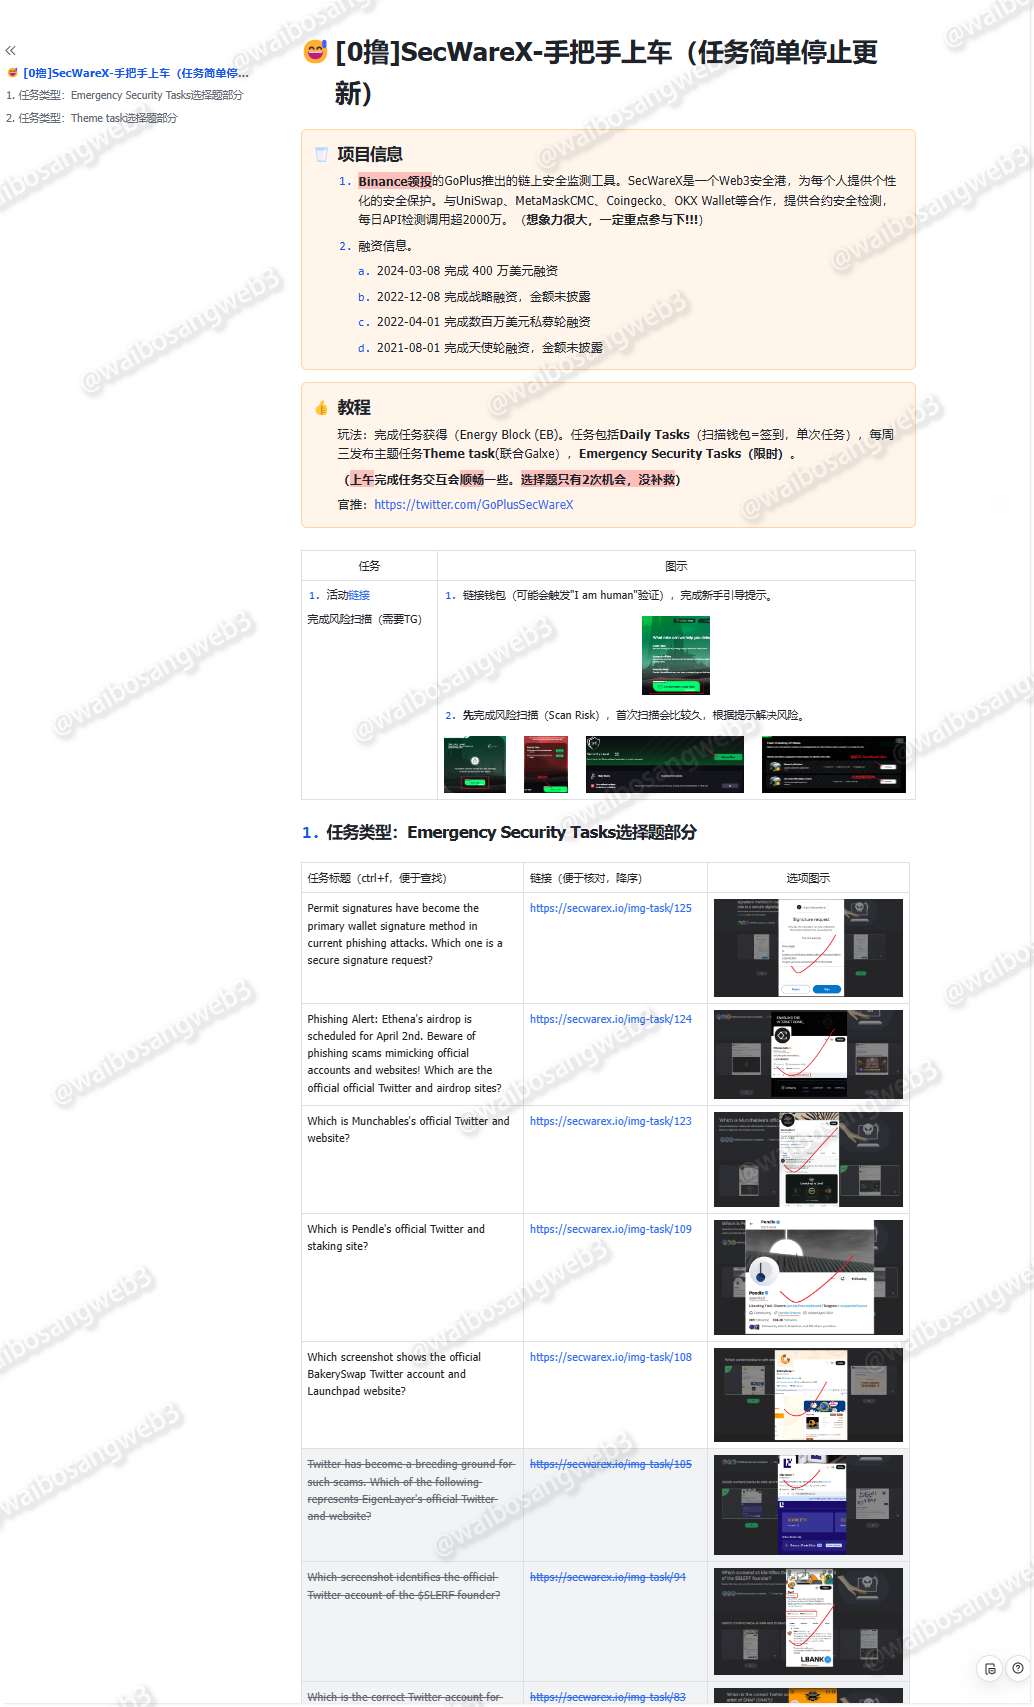 [0撸]SecWareX-手把手上车（任务简单停...
1. 任务类型：Emergency Security Tasks选择题部分
2. 任务类型：Theme task选择题部分
[0撸]SecWareX-手把手上车（任务简单停止更
新）
项目信息
1. Binance领投的GoPlus推出的链上安全监测工具。SecWareX是一个Web3安全港，为每个人提供个性
化的安全保护。与UniSwap、MetaMaskCMC、Coingecko、OKX Wallet等合作，提供合约安全检测，
每日API检测调用超2000万。（想象力很大，一定重点参与下!!!）
2. 融资信息。
a. 2024-03-08 完成 400 万美元融资
b. 2022-12-08 完成战略融资，金额未披露
c. 2022-04-01 完成数百万美元私募轮融资
d. 2021-08-01 完成天使轮融资，金额未披露
教程
玩法：完成任务获得（Energy Block (EB)。任务包括Daily Tasks（扫描钱包=签到，单次任务），每周
三发布主题任务Theme task(联合Galxe），Emergency Security Tasks（限时）。
（上午完成任务交互会顺畅一些。选择题只有2次机会，没补救）
官推：https://twitter.com/GoPlusSecWareX
任务
图示
1. 活动链接
完成风险扫描（需要TG）
1. 链接钱包（可能会触发"I am human"验证），完成新手引导提示。
2. 先完成风险扫描（Scan Risk），首次扫描会比较久，根据提示解决风险。
1. 任务类型：Emergency Security Tasks选择题部分
任务标题（ctrl+f，便于查找）
链接（便于核对，降序）
选项图示
Permit signatures have become the
primary wallet signature method in
current phishing attacks. Which one is a
secure signature request?
https://secwarex.io/img-task/125
Signature request
Phishing Alert: Ethena's airdrop is
scheduled for April 2nd. Beware of
phishing scams mimicking official
accounts and websites! Which are the
official official Twitter and airdrop sites?
https://secwarex.io/img-task/124
Which is Munchables's official Twitter and
website?
https://secwarex.io/img-task/123
Which is Pendle's official Twitter and
staking site?
https://secwarex.io/img-task/109
Pendle
Pendle
Which screenshot shows the official
BakerySwap Twitter account and
Launchpad website?
https://secwarex.io/img-task/108
Twitter has become a breeding ground for
such scams. Which of the following
represents EigenLayer's official Twitter
and website?
https://secwarex.io/img-task/105
Which screenshot identifies the official
Twitter account of the $SLERF founder?
https://secwarex.io/img-task/94
LBANK
Which is the correct Twitter account for
https://secwarex.io/img-task/83
@waibosangweb3